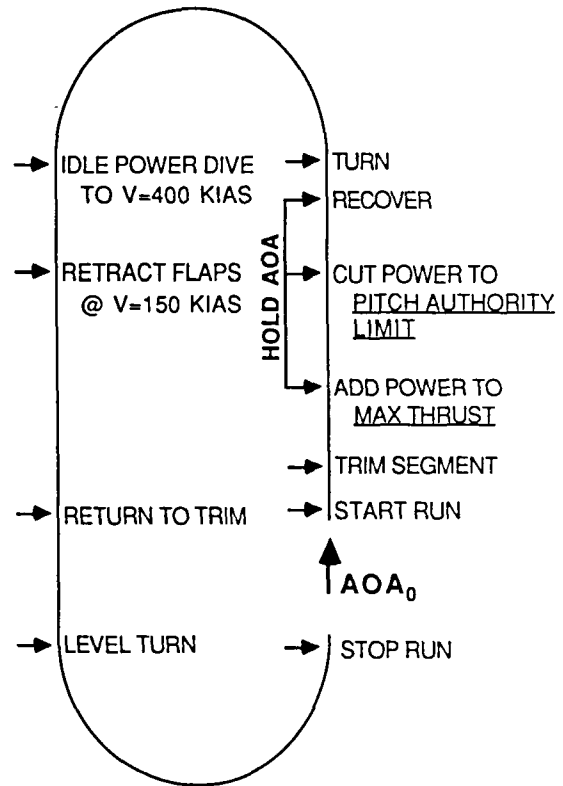 IDLE POWER DIVE
TO V=400 KIAS
RETRACT FLAPS
@ V=150 KIAS
RETURN TO TRIM
LEVEL TURN
HOLD AOA
TURN
RECOVER
CUT POWER TO
PITCH AUTHORITY
LIMIT
ADD POWER TO
MAX THRUST
TRIM SEGMENT
START RUN
AOA₀
STOP RUN